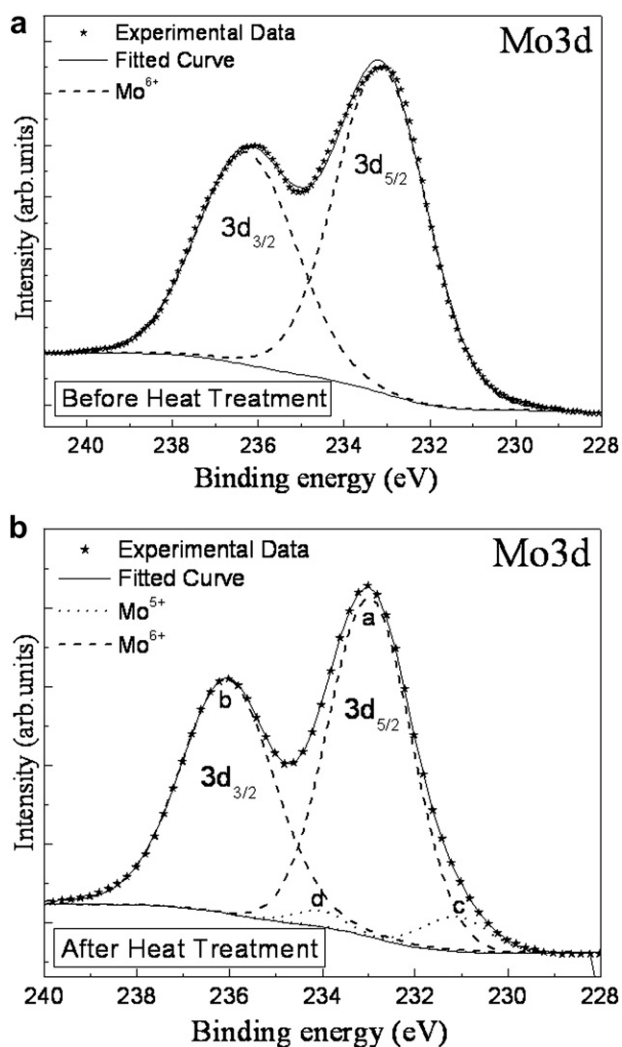 a
Experimental Data
Fitted Curve
Mo6+
Mo3d
3d5/2
3d3/2
Intensity (arb.units)
Before Heat Treatment
240 238 236 234 232 230 228
Binding energy (eV)
b
Experimental Data
Fitted Curve
Mo5+
Mo6+
Mo3d
a
b
3d5/2
3d3/2
d
c
Intensity (arb.units)
After Heat Treatment
240 238 236 234 232 230 228
Binding energy (eV)